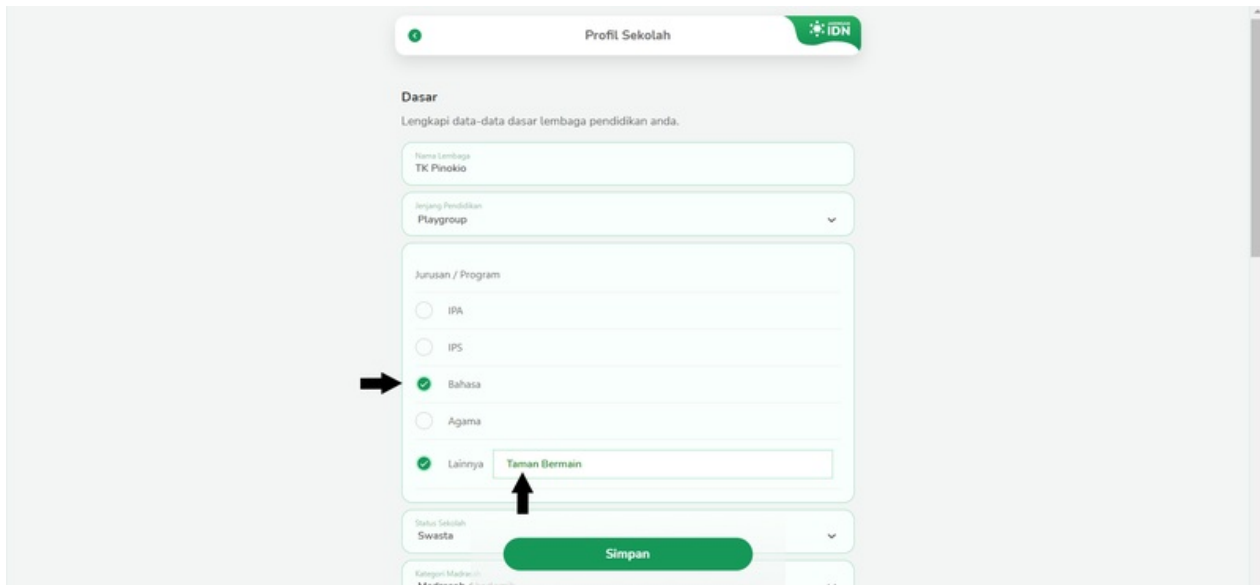 Profil Sekolah
IDN
Dasar
Lengkapi data-data dasar lembaga pendidikan anda.
Nama Lembaga
TK Pinokio
Jenjang Pendidikan
Playgroup
Jurusan / Program
IPA
IPS
Bahasa
Agama
Lainnya Taman Bermain
Status Sekolah
Swasta
Simpan
Kategori Madrasah